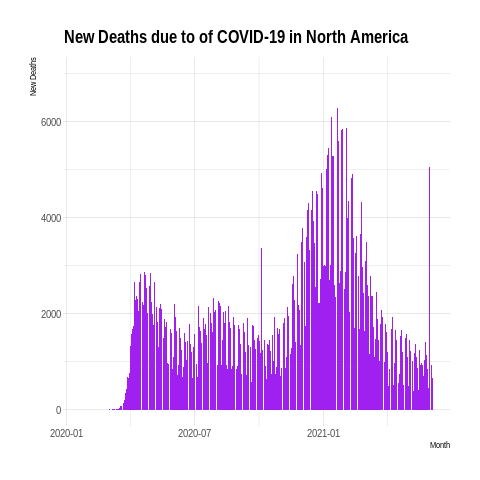 New Deaths due to of COVID-19 in North America
New Deaths
6000
4000
2000
0
2020-01
2020-07
2021-01
Month